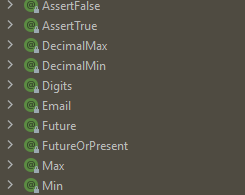 AssertFalse
AssertTrue
DecimalMax
DecimalMin
Digits
Email
Future
FutureOrPresent
Max
Min